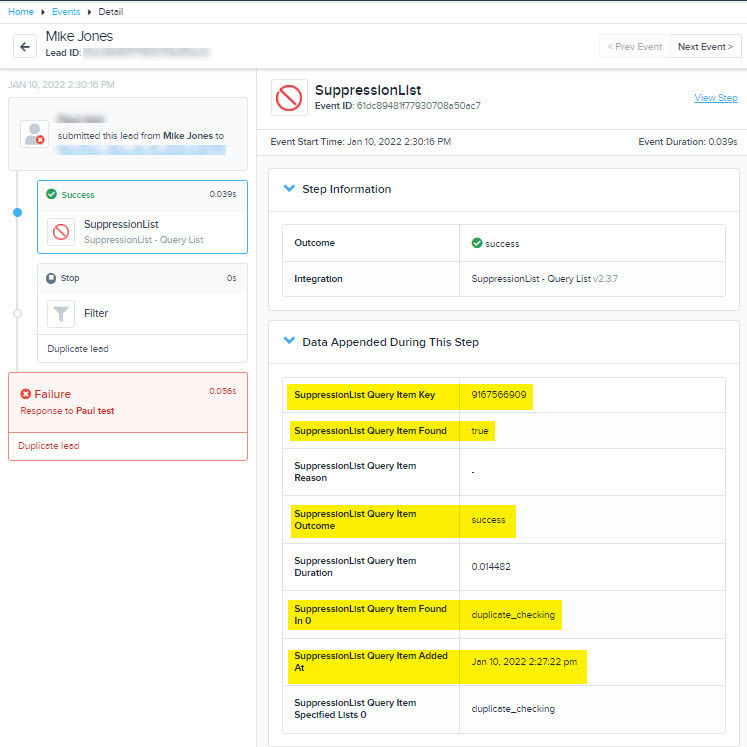 Home › Events › Detail
Mike Jones
Lead ID:
< Prev Event
Next Event >
JAN 10, 2022 2:30:16 PM
submitted this lead from Mike Jones to
Success 0.039s
SuppressionList
SuppressionList - Query List
Stop 0s
Filter
Duplicate lead
Failure 0.056s
Response to Paul test
Duplicate lead
SuppressionList
Event ID: 61dc89481f77930708a50ac7
View Step
Event Start Time: Jan 10, 2022 2:30:16 PM Event Duration: 0.039s
Step Information
Outcome success
Integration SuppressionList - Query List v2.3.7
Data Appended During This Step
SuppressionList Query Item Key 9167566909
SuppressionList Query Item Found true
SuppressionList Query Item
Reason -
SuppressionList Query Item
Outcome success
SuppressionList Query Item
Duration 0.014482
SuppressionList Query Item Found
In 0 duplicate_checking
SuppressionList Query Item Added
At Jan 10, 2022 2:27:22 pm
SuppressionList Query Item
Specified Lists 0 duplicate_checking